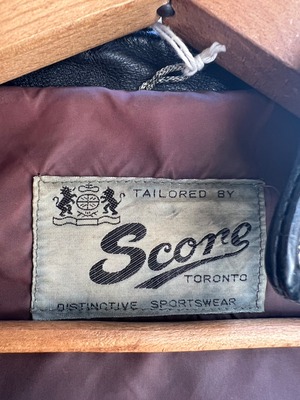 TAILORED BY
Score
TORONTO
DISTINCTIVE SPORTSWEAR